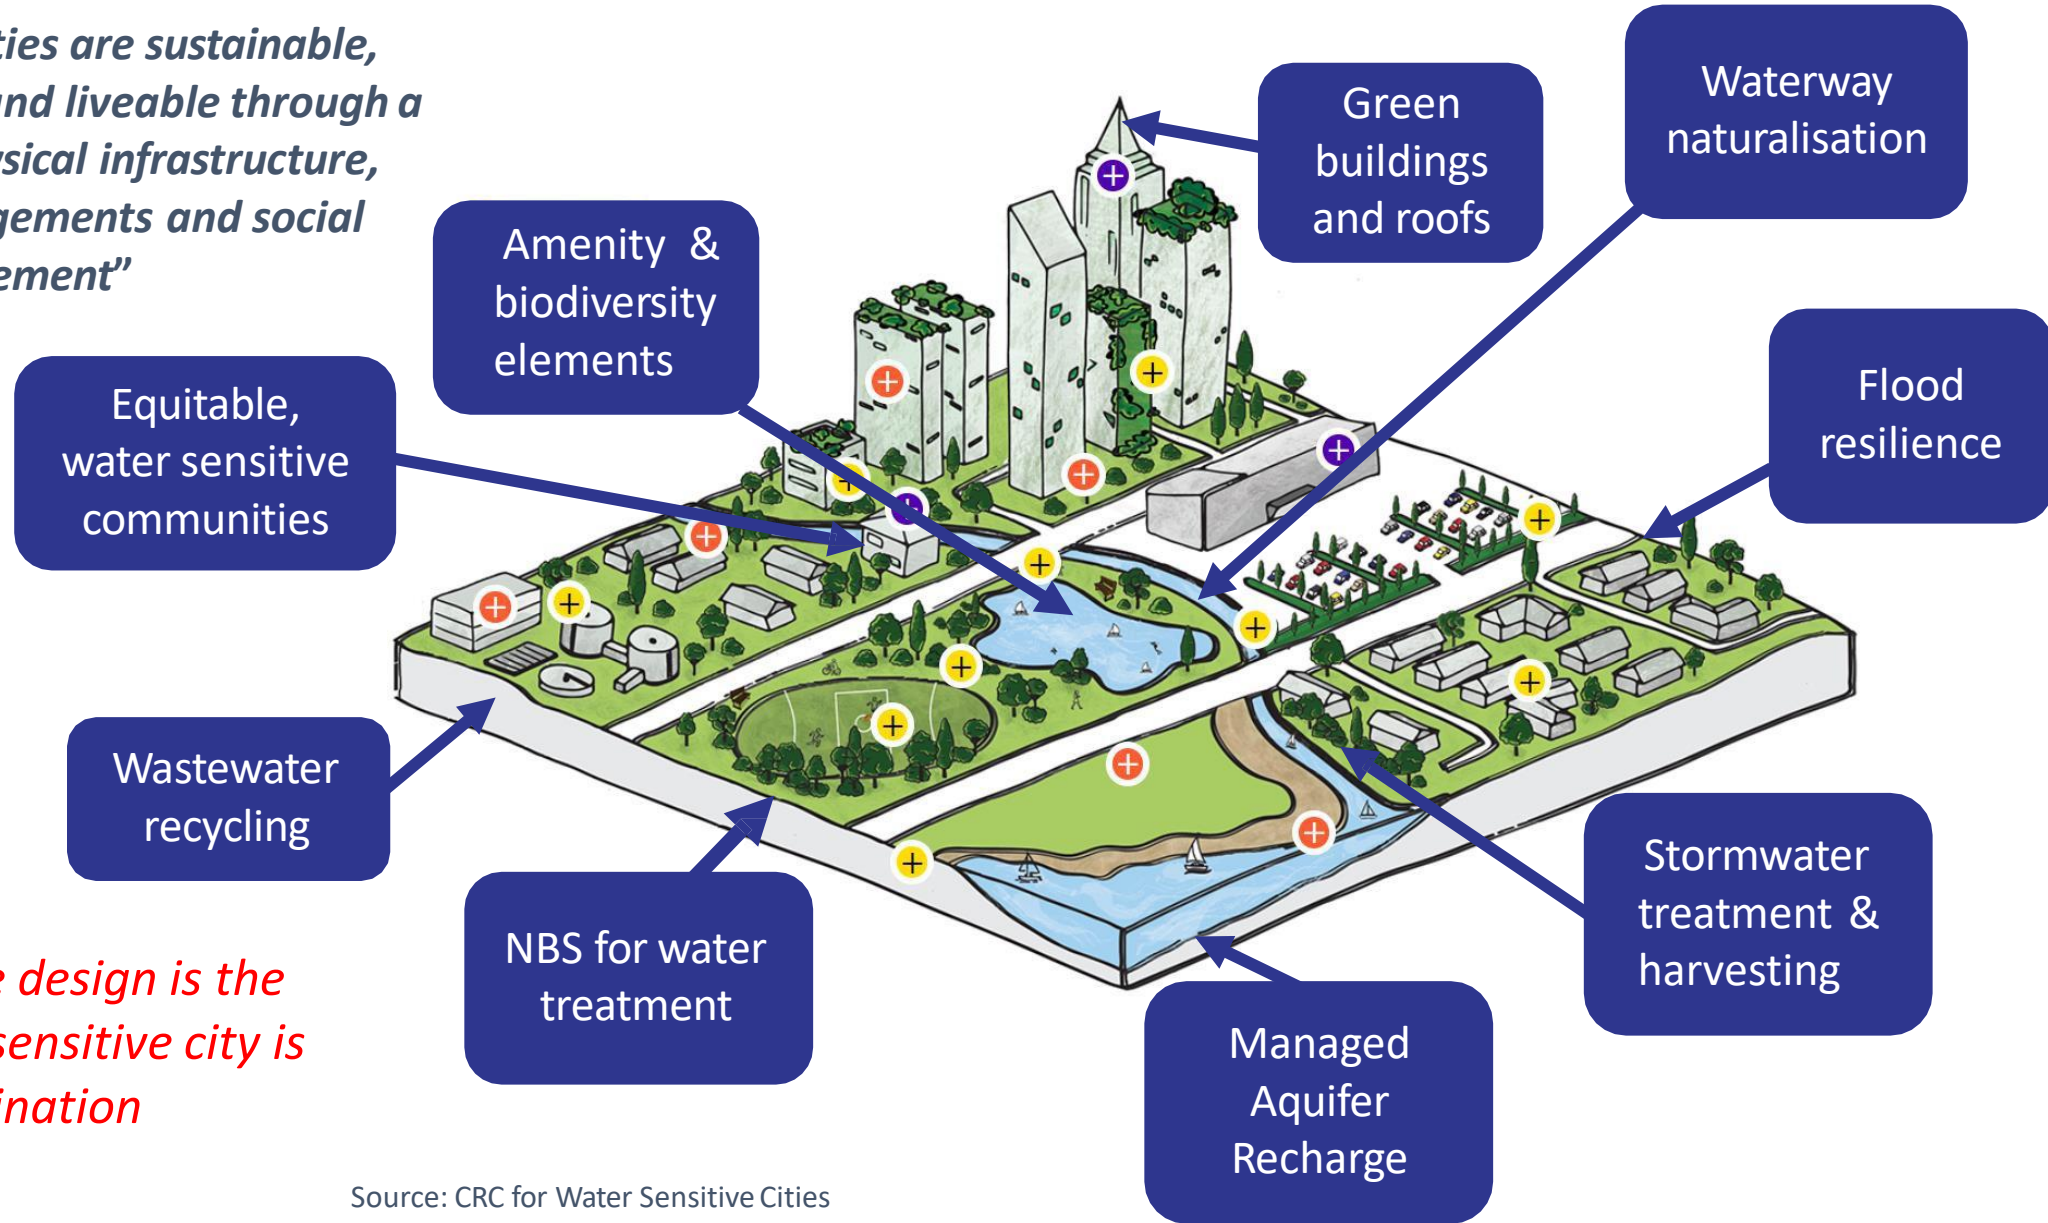 ties are sustainable,
and liveable through a
ysical infrastructure,
gements and social
ement”
Amenity &
biodiversity
elements
Green
buildings
and roofs
Waterway
naturalisation
Equitable,
water sensitive
communities
Flood
resilience
Wastewater
recycling
NBS for water
treatment
Stormwater
treatment &
harvesting
Managed
Aquifer
Recharge
e design is the
sensitive city is
ination
Source: CRC for Water Sensitive Cities